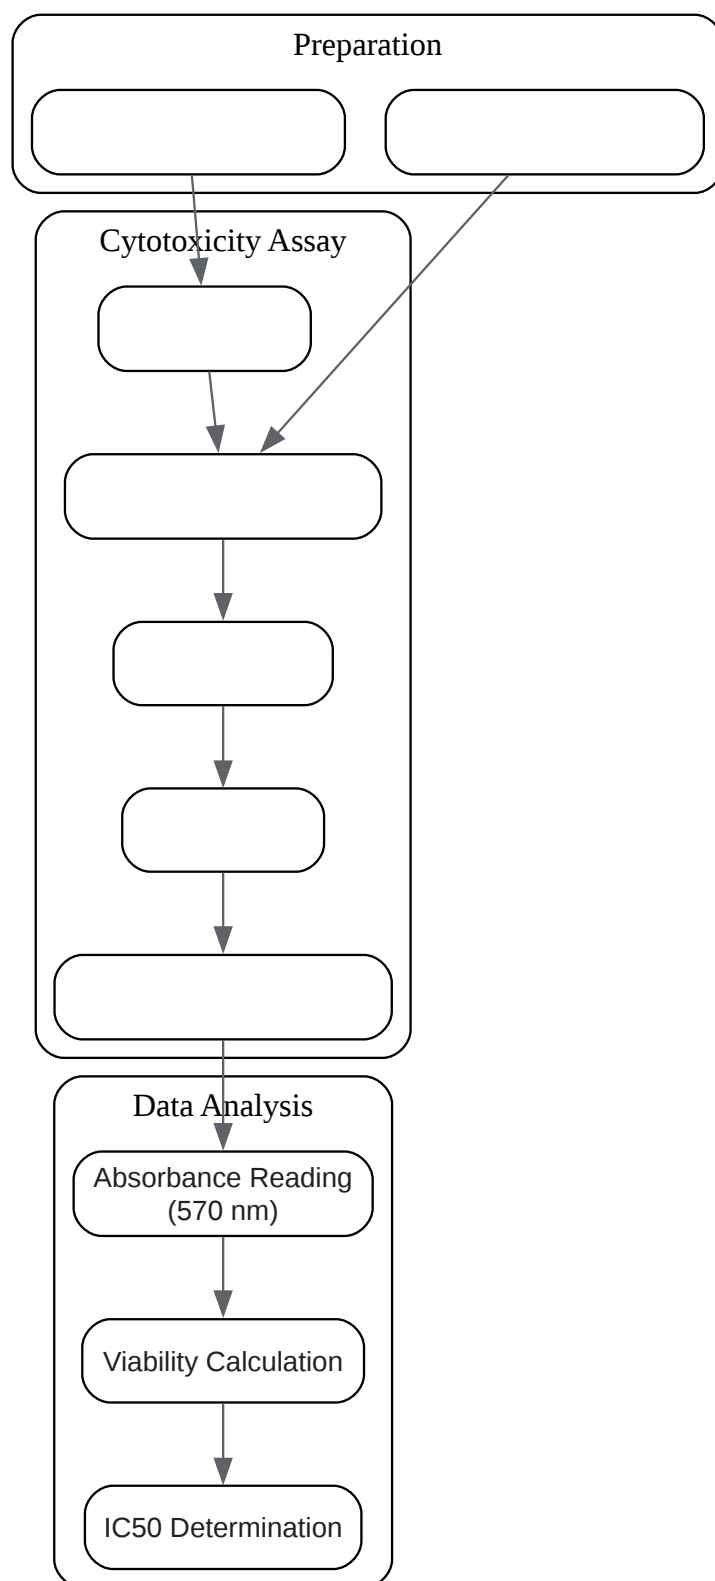 Preparation
Cytotoxicity Assay
Data Analysis
Absorbance Reading
(570 nm)
Viability Calculation
IC50 Determination